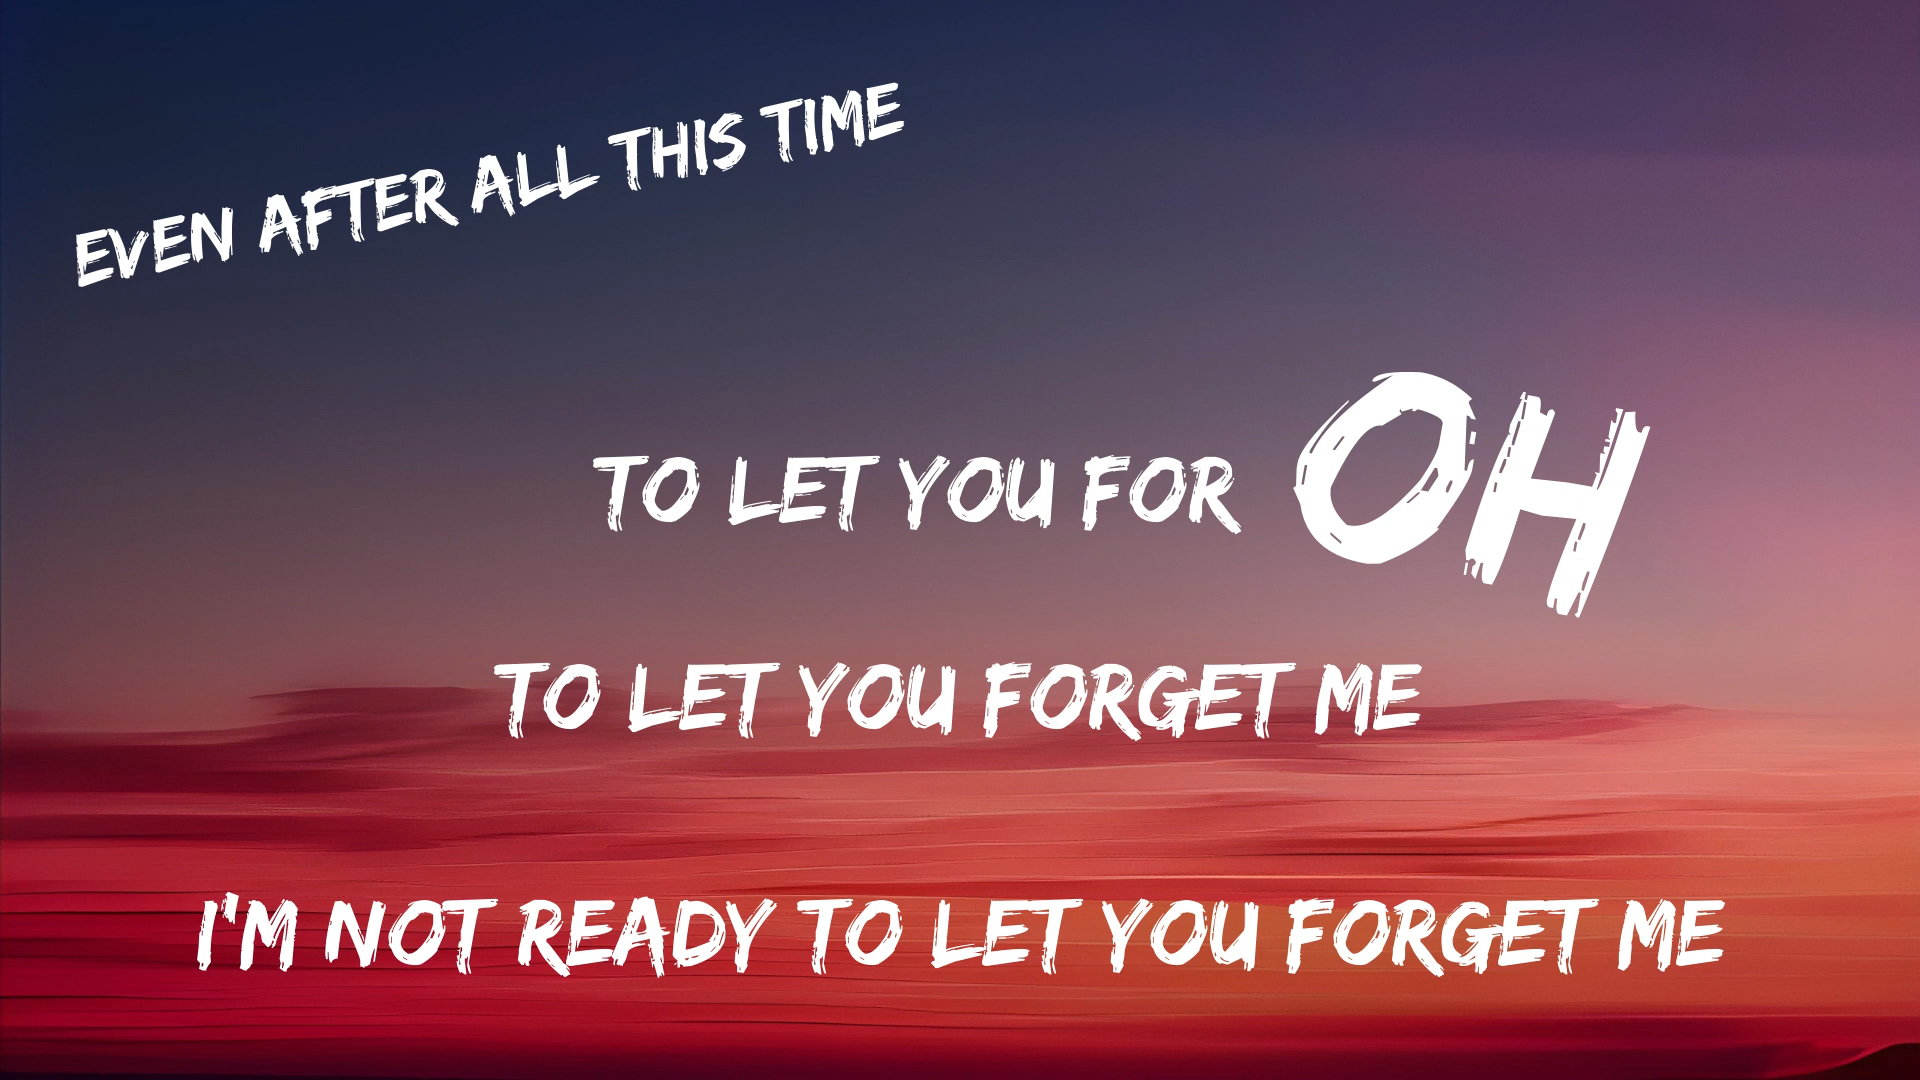 EVEN AFTER ALL THIS TIME
TO LET YOU FOR OH
TO LET YOU FORGET ME
I'M NOT READY TO LET YOU FORGET ME